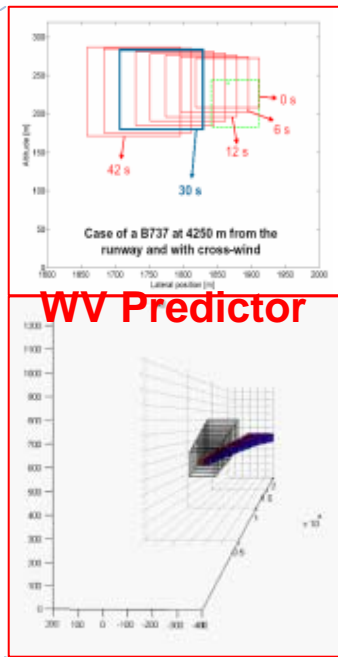 300
250
200
150
100
50
0
Altitude [m]
0 s
6 s
12 s
42 s
30 s
Case of a B737 at 4250 m from the
runway and with cross-wind
1600 1650 1700 1750 1800 1850 1900 1950 2000
Lateral position [m]
WV Predictor
1200
1100
1000
900
800
700
600
500
400
300
200
100
0
200 100 0 -100 -200 -300 -400
0.5
1
1.5
2